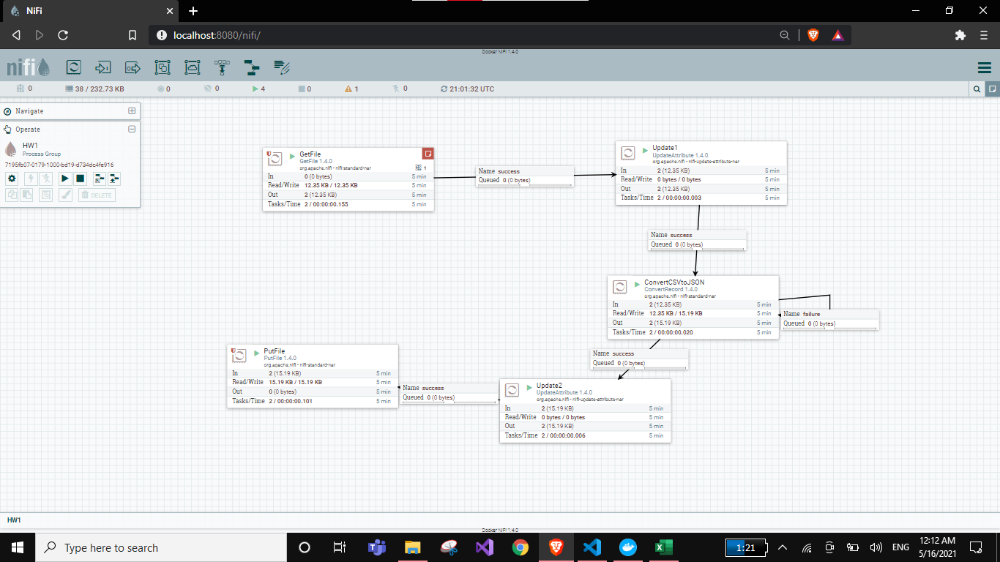 NiFi
localhost:8080/nifi/
Docker NiFi 1.4.0
nifi
0
38 / 232.73 KB
0
0
4
0
1
0
21:01:32 UTC
Navigate
Operate
HW1
Process Group
7195fb07-0179-1000-bd19-d734dc4fe916
DELETE
GetFile
GetFile 1.4.0
org.apache.nifi - nifi-standard-nar
1
In 0 (0 bytes) 5 min
Read/Write 12.35 KB / 12.35 KB 5 min
Out 2 (12.35 KB) 5 min
Tasks/Time 2 / 00:00:00.155 5 min
Name success
Queued 0 (0 bytes)
Update1
UpdateAttribute 1.4.0
org.apache.nifi - nifi-update-attribute-nar
In 2 (12.35 KB) 5 min
Read/Write 0 bytes / 0 bytes 5 min
Out 2 (12.35 KB) 5 min
Tasks/Time 2 / 00:00:00.003 5 min
Name success
Queued 0 (0 bytes)
ConvertCSVtoJSON
ConvertRecord 1.4.0
org.apache.nifi - nifi-standard-nar
In 2 (12.35 KB) 5 min
Read/Write 12.35 KB / 15.19 KB 5 min
Out 2 (15.19 KB) 5 min
Tasks/Time 2 / 00:00:00.020 5 min
Name failure
Queued 0 (0 bytes)
Name success
Queued 0 (0 bytes)
PutFile
PutFile 1.4.0
org.apache.nifi - nifi-standard-nar
In 2 (15.19 KB) 5 min
Read/Write 15.19 KB / 15.19 KB 5 min
Out 0 (0 bytes) 5 min
Tasks/Time 2 / 00:00:00.101 5 min
Name success
Queued 0 (0 bytes)
Update2
UpdateAttribute 1.4.0
org.apache.nifi - nifi-update-attribute-nar
In 2 (15.19 KB) 5 min
Read/Write 0 bytes / 0 bytes 5 min
Out 2 (15.19 KB) 5 min
Tasks/Time 2 / 00:00:00.006 5 min
HW1
Docker NiFi 1.4.0
Type here to search
1:21
ENG
12:12 AM
5/16/2021